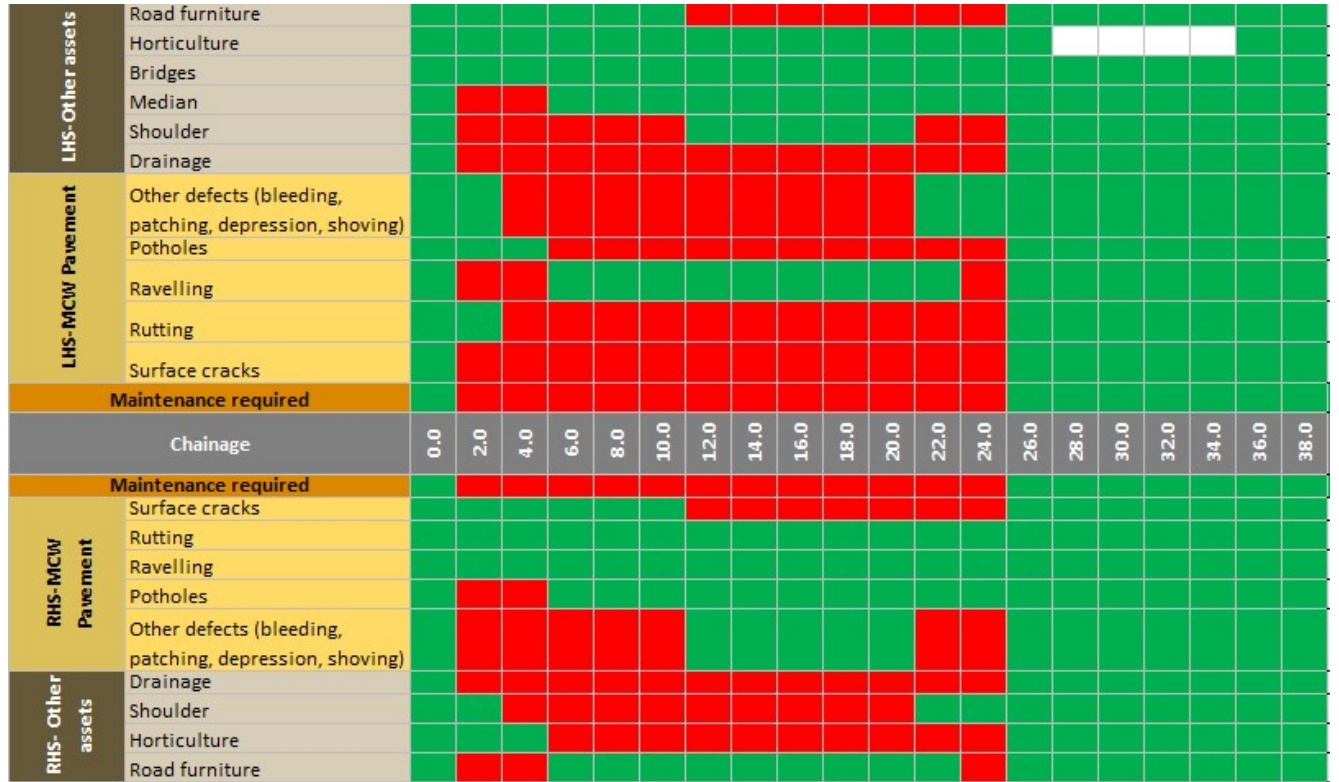 LHS-Other assets
Road furniture
Horticulture
Bridges
Median
Shoulder
Drainage
LHS-MCW Pavement
Other defects (bleeding,
patching, depression, shoving)
Potholes
Ravelling
Rutting
Surface cracks
Maintenance required
Chainage 0.0 2.0 4.0 6.0 8.0 10.0 12.0 14.0 16.0 18.0 20.0 22.0 24.0 26.0 28.0 30.0 32.0 34.0 36.0 38.0
Maintenance required
RHS-MCW
Pavement
Surface cracks
Rutting
Ravelling
Potholes
Other defects (bleeding,
patching, depression, shoving)
RHS- Other
assets
Drainage
Shoulder
Horticulture
Road furniture